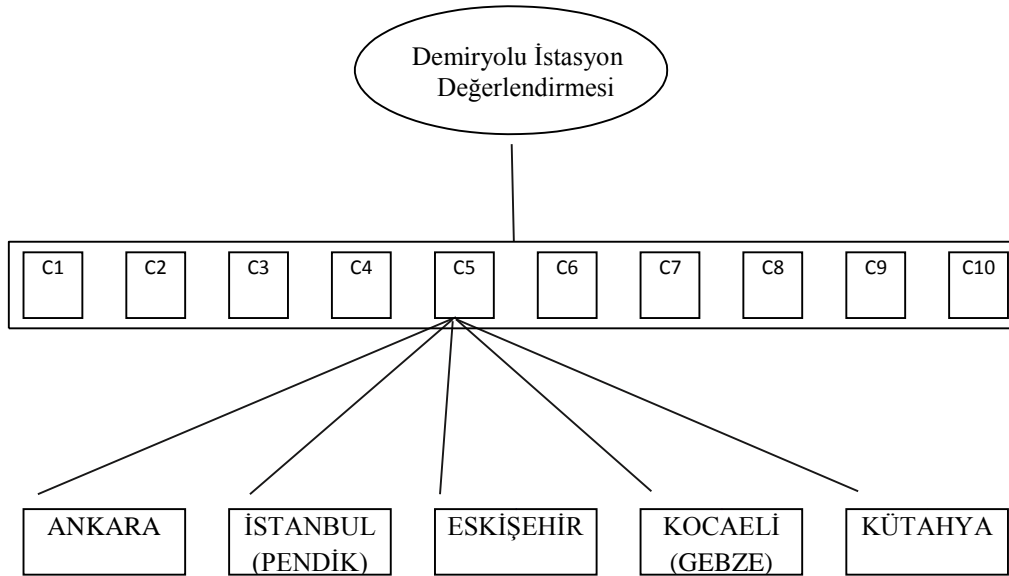 Demiryolu İstasyon
Değerlendirmesi
C1 C2 C3 C4 C5 C6 C7 C8 C9 C10
ANKARA
İSTANBUL
(PENDİK)
ESKİŞEHİR
KOCAELİ
(GEBZE)
KÜTAHYA